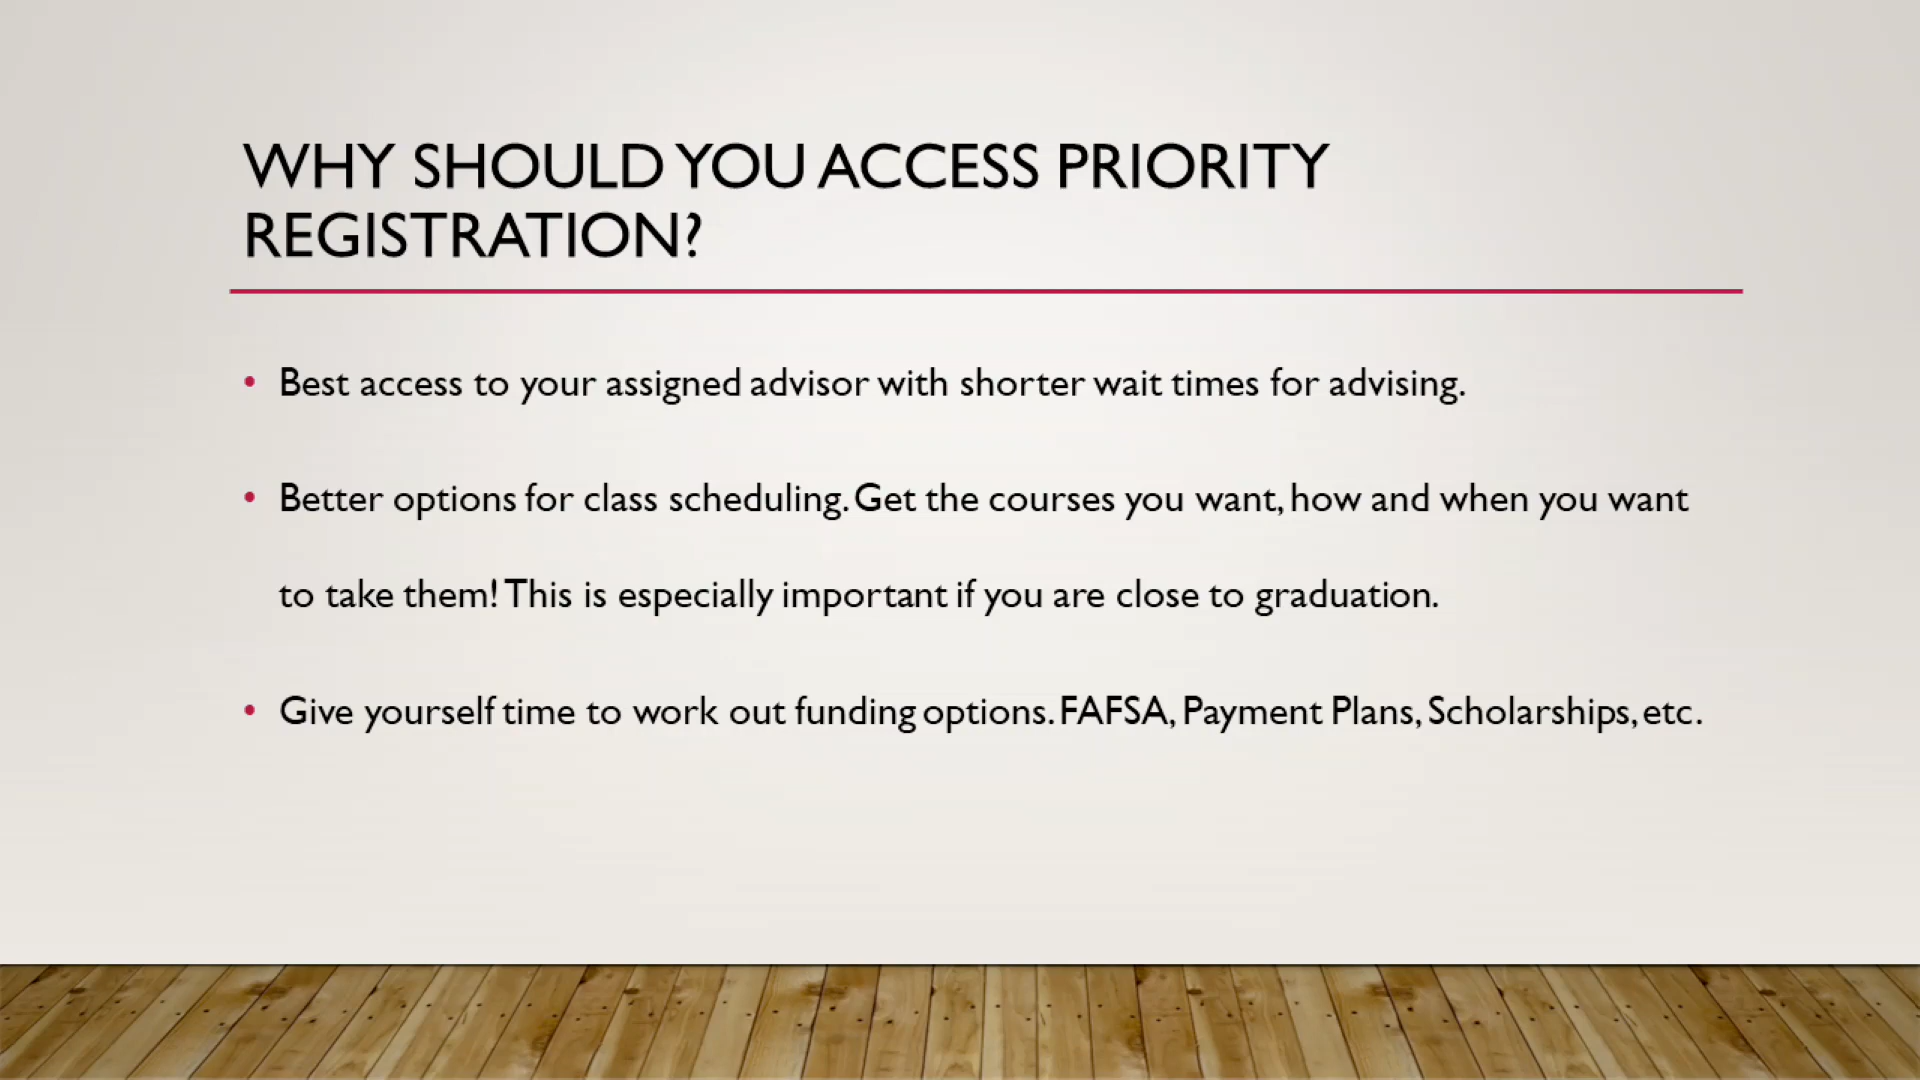 WHY SHOULD YOU ACCESS PRIORITY
REGISTRATION?
• Best access to your assigned advisor with shorter wait times for advising.
• Better options for class scheduling. Get the courses you want, how and when you want
to take them! This is especially important if you are close to graduation.
• Give yourself time to work out funding options. FAFSA, Payment Plans, Scholarships, etc.